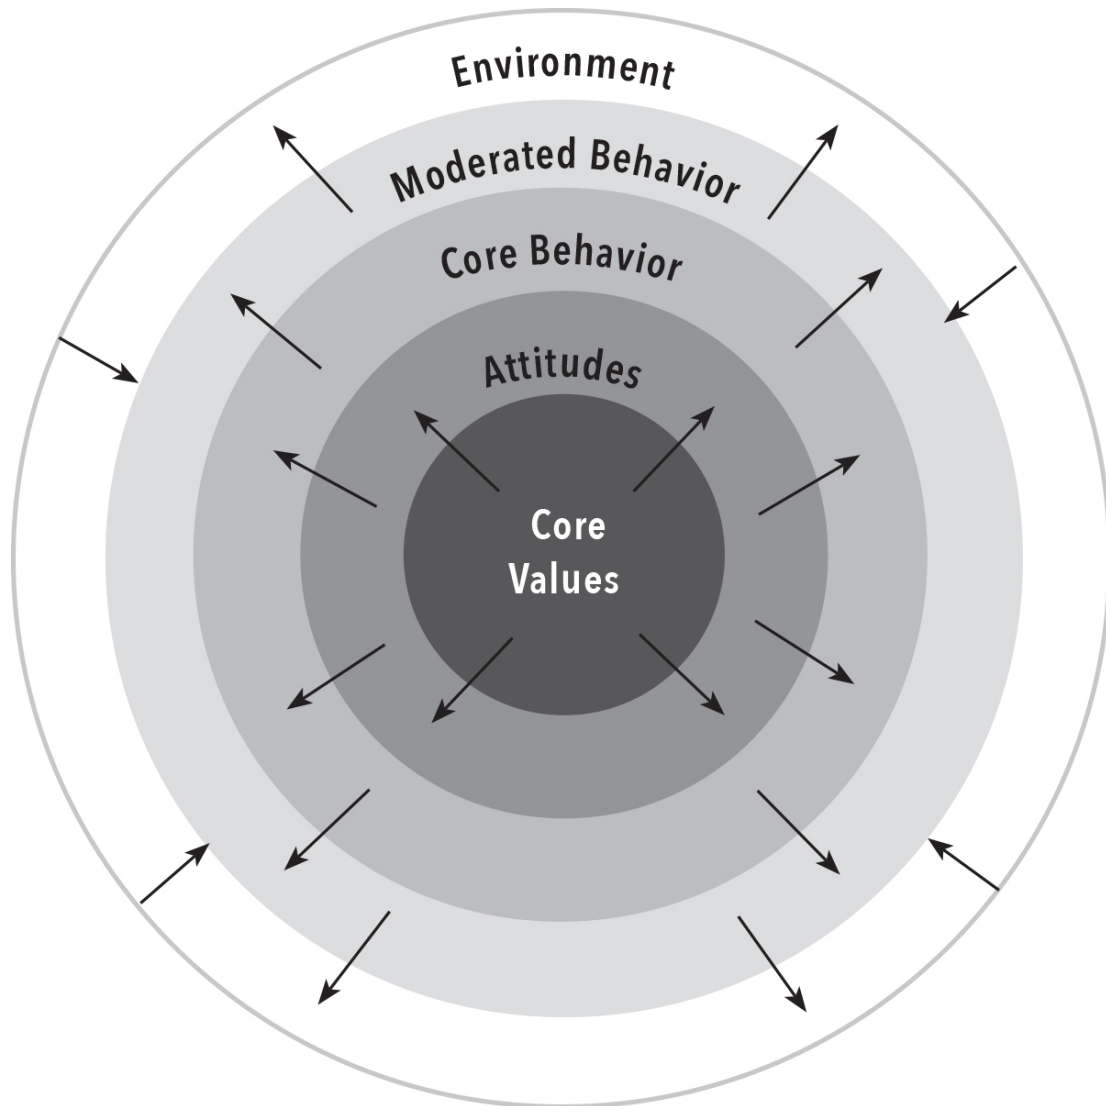 Environment
Moderated Behavior
Core Behavior
Attitudes
Core
Values